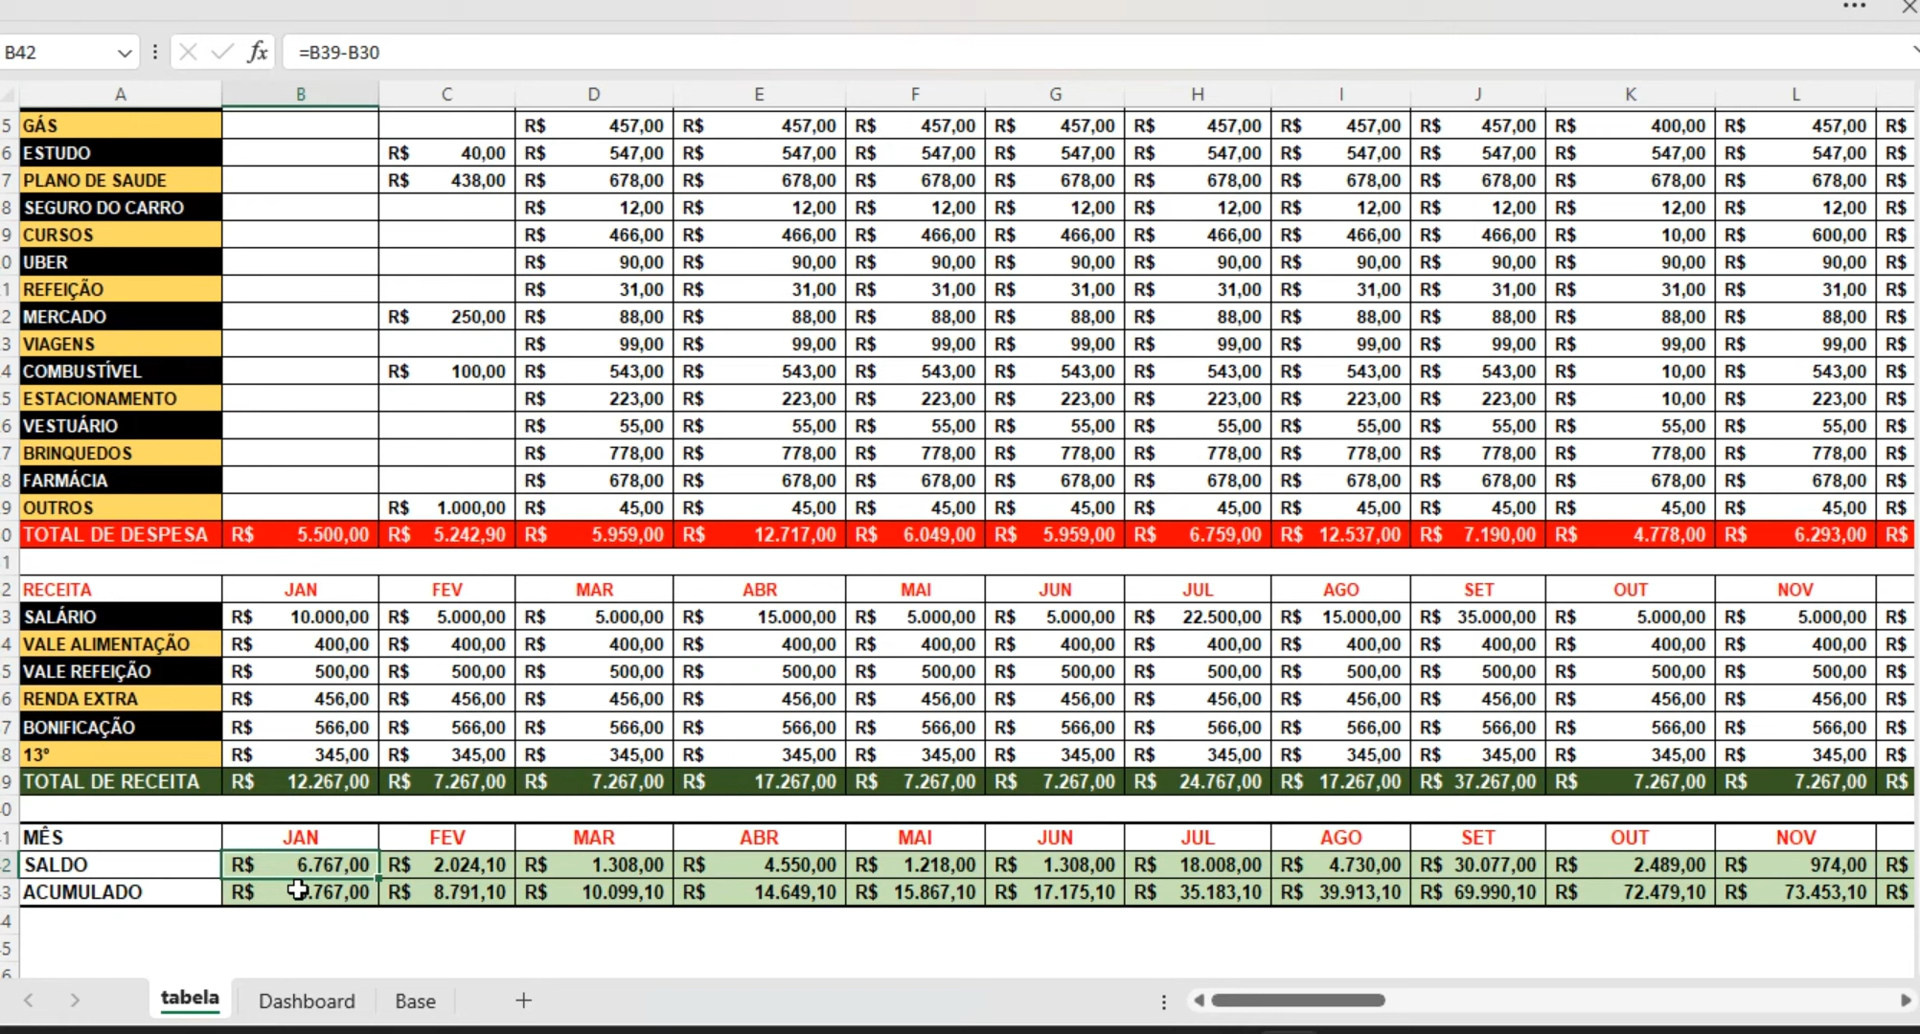 B42 fx =B39-B30
A B C D E F G H I J K L
5 GÁS R$ 457,00 R$ 457,00 R$ 457,00 R$ 457,00 R$ 457,00 R$ 457,00 R$ 457,00 R$ 400,00 R$ 457,00 R$
6 ESTUDO R$ 40,00 R$ 547,00 R$ 547,00 R$ 547,00 R$ 547,00 R$ 547,00 R$ 547,00 R$ 547,00 R$ 547,00 R$ 547,00 R$
7 PLANO DE SAUDE R$ 438,00 R$ 678,00 R$ 678,00 R$ 678,00 R$ 678,00 R$ 678,00 R$ 678,00 R$ 678,00 R$ 678,00 R$ 678,00 R$
8 SEGURO DO CARRO R$ 12,00 R$ 12,00 R$ 12,00 R$ 12,00 R$ 12,00 R$ 12,00 R$ 12,00 R$ 12,00 R$ 12,00 R$
9 CURSOS R$ 466,00 R$ 466,00 R$ 466,00 R$ 466,00 R$ 466,00 R$ 466,00 R$ 466,00 R$ 10,00 R$ 600,00 R$
0 UBER R$ 90,00 R$ 90,00 R$ 90,00 R$ 90,00 R$ 90,00 R$ 90,00 R$ 90,00 R$ 90,00 R$ 90,00 R$
1 REFEIÇÃO R$ 31,00 R$ 31,00 R$ 31,00 R$ 31,00 R$ 31,00 R$ 31,00 R$ 31,00 R$ 31,00 R$ 31,00 R$
2 MERCADO R$ 250,00 R$ 88,00 R$ 88,00 R$ 88,00 R$ 88,00 R$ 88,00 R$ 88,00 R$ 88,00 R$ 88,00 R$ 88,00 R$
3 VIAGENS R$ 99,00 R$ 99,00 R$ 99,00 R$ 99,00 R$ 99,00 R$ 99,00 R$ 99,00 R$ 99,00 R$ 99,00 R$
4 COMBUSTÍVEL R$ 100,00 R$ 543,00 R$ 543,00 R$ 543,00 R$ 543,00 R$ 543,00 R$ 543,00 R$ 543,00 R$ 10,00 R$ 543,00 R$
5 ESTACIONAMENTO R$ 223,00 R$ 223,00 R$ 223,00 R$ 223,00 R$ 223,00 R$ 223,00 R$ 223,00 R$ 10,00 R$ 223,00 R$
6 VESTUÁRIO R$ 55,00 R$ 55,00 R$ 55,00 R$ 55,00 R$ 55,00 R$ 55,00 R$ 55,00 R$ 55,00 R$ 55,00 R$
7 BRINQUEDOS R$ 778,00 R$ 778,00 R$ 778,00 R$ 778,00 R$ 778,00 R$ 778,00 R$ 778,00 R$ 778,00 R$ 778,00 R$
8 FARMÁCIA R$ 678,00 R$ 678,00 R$ 678,00 R$ 678,00 R$ 678,00 R$ 678,00 R$ 678,00 R$ 678,00 R$ 678,00 R$
9 OUTROS R$ 1.000,00 R$ 45,00 R$ 45,00 R$ 45,00 R$ 45,00 R$ 45,00 R$ 45,00 R$ 45,00 R$ 45,00 R$ 45,00 R$
0 TOTAL DE DESPESA R$ 5.500,00 R$ 5.242,90 R$ 5.959,00 R$ 12.717,00 R$ 6.049,00 R$ 5.959,00 R$ 6.759,00 R$ 12.537,00 R$ 7.190,00 R$ 4.778,00 R$ 6.293,00 R$
1
2 RECEITA JAN FEV MAR ABR MAI JUN JUL AGO SET OUT NOV
3 SALÁRIO R$ 10.000,00 R$ 5.000,00 R$ 5.000,00 R$ 15.000,00 R$ 5.000,00 R$ 5.000,00 R$ 22.500,00 R$ 15.000,00 R$ 35.000,00 R$ 5.000,00 R$ 5.000,00 R$
4 VALE ALIMENTAÇÃO R$ 400,00 R$ 400,00 R$ 400,00 R$ 400,00 R$ 400,00 R$ 400,00 R$ 400,00 R$ 400,00 R$ 400,00 R$ 400,00 R$ 400,00 R$
5 VALE REFEIÇÃO R$ 500,00 R$ 500,00 R$ 500,00 R$ 500,00 R$ 500,00 R$ 500,00 R$ 500,00 R$ 500,00 R$ 500,00 R$ 500,00 R$ 500,00 R$
6 RENDA EXTRA R$ 456,00 R$ 456,00 R$ 456,00 R$ 456,00 R$ 456,00 R$ 456,00 R$ 456,00 R$ 456,00 R$ 456,00 R$ 456,00 R$ 456,00 R$
7 BONIFICAÇÃO R$ 566,00 R$ 566,00 R$ 566,00 R$ 566,00 R$ 566,00 R$ 566,00 R$ 566,00 R$ 566,00 R$ 566,00 R$ 566,00 R$ 566,00 R$
8 13º R$ 345,00 R$ 345,00 R$ 345,00 R$ 345,00 R$ 345,00 R$ 345,00 R$ 345,00 R$ 345,00 R$ 345,00 R$ 345,00 R$ 345,00 R$
9 TOTAL DE RECEITA R$ 12.267,00 R$ 7.267,00 R$ 7.267,00 R$ 17.267,00 R$ 7.267,00 R$ 7.267,00 R$ 24.767,00 R$ 17.267,00 R$ 37.267,00 R$ 7.267,00 R$ 7.267,00 R$
0
1 MÊS JAN FEV MAR ABR MAI JUN JUL AGO SET OUT NOV
2 SALDO R$ 6.767,00 R$ 2.024,10 R$ 1.308,00 R$ 4.550,00 R$ 1.218,00 R$ 1.308,00 R$ 18.008,00 R$ 4.730,00 R$ 30.077,00 R$ 2.489,00 R$ 974,00 R$
3 ACUMULADO R$ .767,00 R$ 8.791,10 R$ 10.099,10 R$ 14.649,10 R$ 15.867,10 R$ 17.175,10 R$ 35.183,10 R$ 39.913,10 R$ 69.990,10 R$ 72.479,10 R$ 73.453,10 R$
4
5
6
tabela Dashboard Base